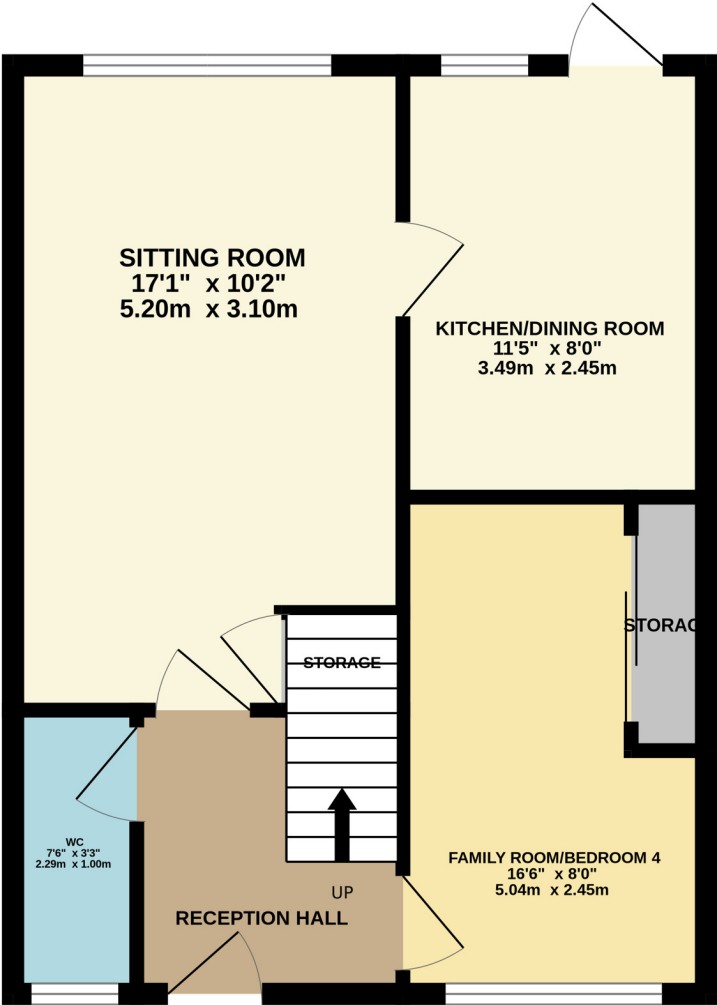 SITTING ROOM
17'1" x 10'2"
5.20m x 3.10m
KITCHEN/DINING ROOM
11'5" x 8'0"
3.49m x 2.45m
STORAGE
STORAG
WC
7'6" x 3'3"
2.29m x 1.00m
FAMILY ROOM/BEDROOM 4
16'6" x 8'0"
5.04m x 2.45m
UP
RECEPTION HALL